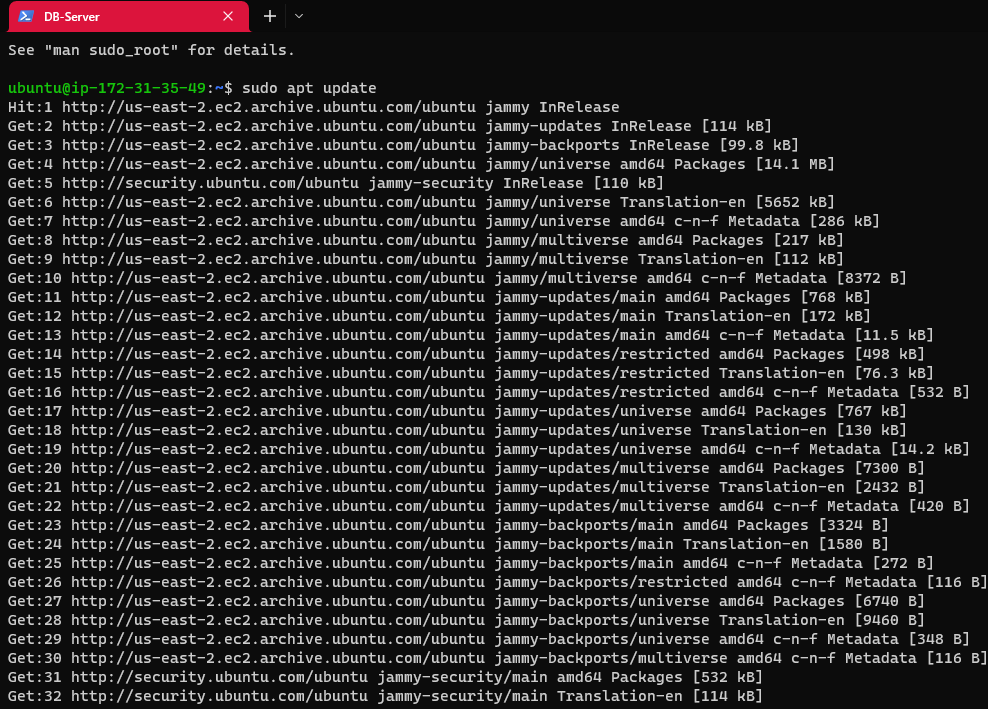 DB-Server
See "man sudo_root" for details.
ubuntu@ip-172-31-35-49:~$ sudo apt update
Hit:1 http://us-east-2.ec2.archive.ubuntu.com/ubuntu jammy InRelease
Get:2 http://us-east-2.ec2.archive.ubuntu.com/ubuntu jammy-updates InRelease [114 kB]
Get:3 http://us-east-2.ec2.archive.ubuntu.com/ubuntu jammy-backports InRelease [99.8 kB]
Get:4 http://us-east-2.ec2.archive.ubuntu.com/ubuntu jammy/universe amd64 Packages [14.1 MB]
Get:5 http://security.ubuntu.com/ubuntu jammy-security InRelease [110 kB]
Get:6 http://us-east-2.ec2.archive.ubuntu.com/ubuntu jammy/universe Translation-en [5652 kB]
Get:7 http://us-east-2.ec2.archive.ubuntu.com/ubuntu jammy/universe amd64 c-n-f Metadata [286 kB]
Get:8 http://us-east-2.ec2.archive.ubuntu.com/ubuntu jammy/multiverse amd64 Packages [217 kB]
Get:9 http://us-east-2.ec2.archive.ubuntu.com/ubuntu jammy/multiverse Translation-en [112 kB]
Get:10 http://us-east-2.ec2.archive.ubuntu.com/ubuntu jammy/multiverse amd64 c-n-f Metadata [8372 B]
Get:11 http://us-east-2.ec2.archive.ubuntu.com/ubuntu jammy-updates/main amd64 Packages [768 kB]
Get:12 http://us-east-2.ec2.archive.ubuntu.com/ubuntu jammy-updates/main Translation-en [172 kB]
Get:13 http://us-east-2.ec2.archive.ubuntu.com/ubuntu jammy-updates/main amd64 c-n-f Metadata [11.5 kB]
Get:14 http://us-east-2.ec2.archive.ubuntu.com/ubuntu jammy-updates/restricted amd64 Packages [498 kB]
Get:15 http://us-east-2.ec2.archive.ubuntu.com/ubuntu jammy-updates/restricted Translation-en [76.3 kB]
Get:16 http://us-east-2.ec2.archive.ubuntu.com/ubuntu jammy-updates/restricted amd64 c-n-f Metadata [532 B]
Get:17 http://us-east-2.ec2.archive.ubuntu.com/ubuntu jammy-updates/universe amd64 Packages [767 kB]
Get:18 http://us-east-2.ec2.archive.ubuntu.com/ubuntu jammy-updates/universe Translation-en [130 kB]
Get:19 http://us-east-2.ec2.archive.ubuntu.com/ubuntu jammy-updates/universe amd64 c-n-f Metadata [14.2 kB]
Get:20 http://us-east-2.ec2.archive.ubuntu.com/ubuntu jammy-updates/multiverse amd64 Packages [7300 B]
Get:21 http://us-east-2.ec2.archive.ubuntu.com/ubuntu jammy-updates/multiverse Translation-en [2432 B]
Get:22 http://us-east-2.ec2.archive.ubuntu.com/ubuntu jammy-updates/multiverse amd64 c-n-f Metadata [420 B]
Get:23 http://us-east-2.ec2.archive.ubuntu.com/ubuntu jammy-backports/main amd64 Packages [3324 B]
Get:24 http://us-east-2.ec2.archive.ubuntu.com/ubuntu jammy-backports/main Translation-en [1580 B]
Get:25 http://us-east-2.ec2.archive.ubuntu.com/ubuntu jammy-backports/main amd64 c-n-f Metadata [272 B]
Get:26 http://us-east-2.ec2.archive.ubuntu.com/ubuntu jammy-backports/restricted amd64 c-n-f Metadata [116 B]
Get:27 http://us-east-2.ec2.archive.ubuntu.com/ubuntu jammy-backports/universe amd64 Packages [6740 B]
Get:28 http://us-east-2.ec2.archive.ubuntu.com/ubuntu jammy-backports/universe Translation-en [9460 B]
Get:29 http://us-east-2.ec2.archive.ubuntu.com/ubuntu jammy-backports/universe amd64 c-n-f Metadata [348 B]
Get:30 http://us-east-2.ec2.archive.ubuntu.com/ubuntu jammy-backports/multiverse amd64 c-n-f Metadata [116 B]
Get:31 http://security.ubuntu.com/ubuntu jammy-security/main amd64 Packages [532 kB]
Get:32 http://security.ubuntu.com/ubuntu jammy-security/main Translation-en [114 kB]